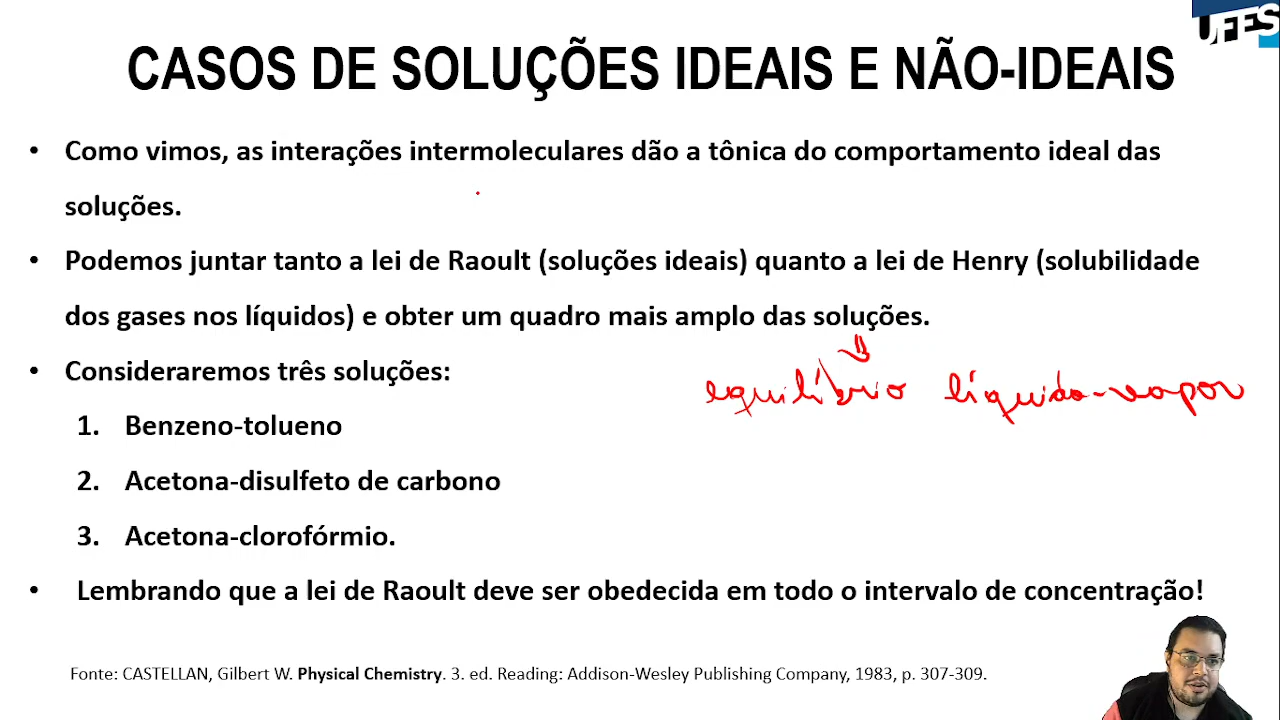 UFES
CASOS DE SOLUÇÕES IDEAIS E NÃO-IDEAIS
• Como vimos, as interações intermoleculares dão a tônica do comportamento ideal das
soluções.
• Podemos juntar tanto a lei de Raoult (soluções ideais) quanto a lei de Henry (solubilidade
dos gases nos líquidos) e obter um quadro mais amplo das soluções.
• Consideraremos três soluções:
equilíbrio líquido-vapor
1. Benzeno-tolueno
2. Acetona-disulfeto de carbono
3. Acetona-clorofórmio.
• Lembrando que a lei de Raoult deve ser obedecida em todo o intervalo de concentração!
Fonte: CASTELLAN, Gilbert W. Physical Chemistry. 3. ed. Reading: Addison-Wesley Publishing Company, 1983, p. 307-309.